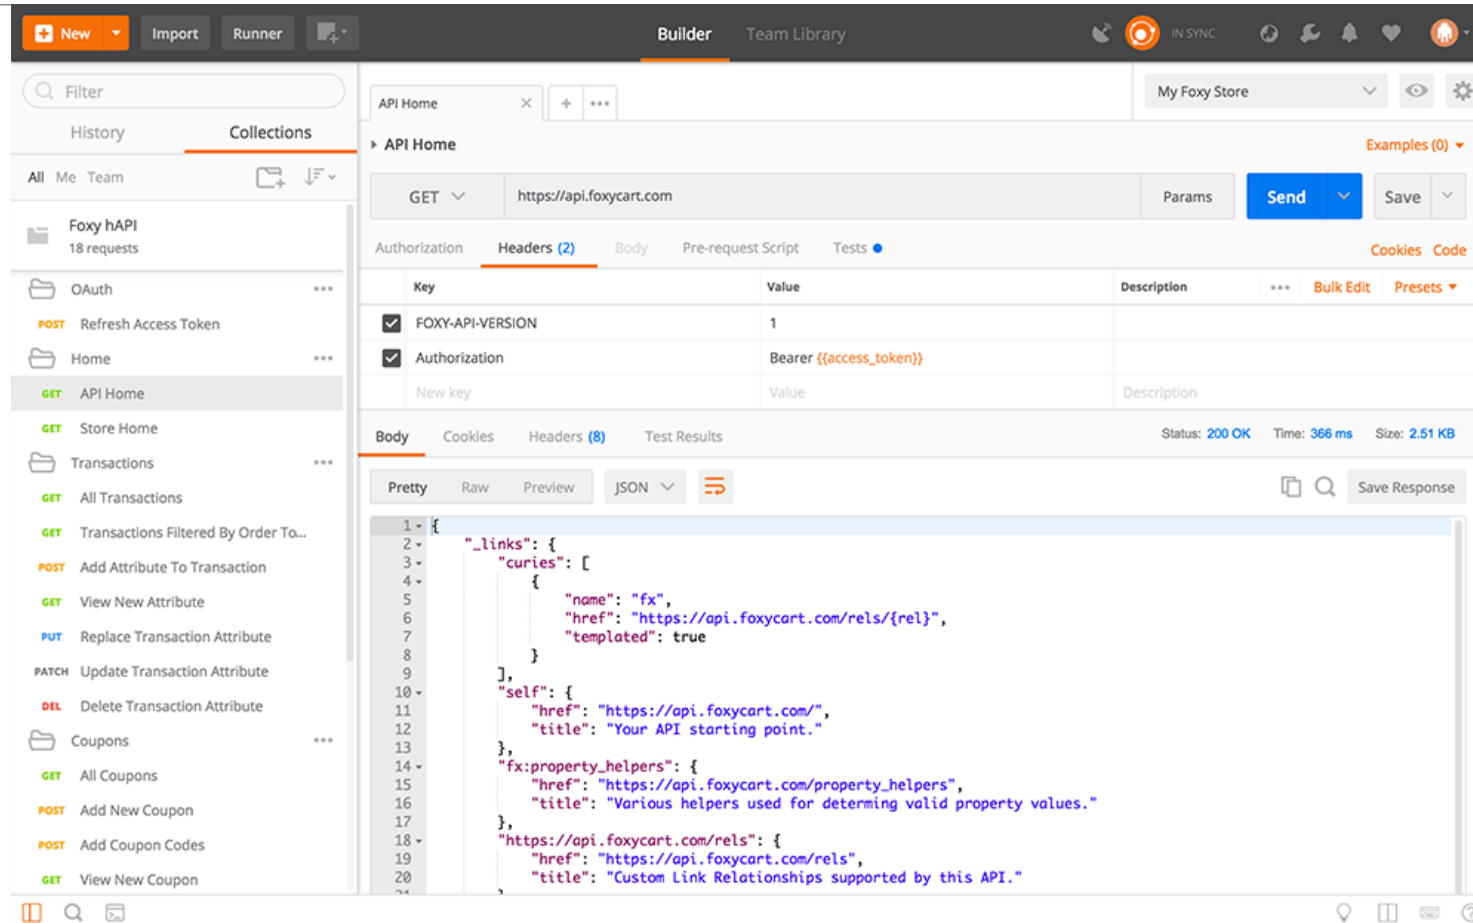 New Import Runner Builder Team Library IN SYNC
Filter
History Collections
All Me Team
Foxy hAPI
18 requests
OAuth
POST Refresh Access Token
Home
GET API Home
GET Store Home
Transactions
GET All Transactions
GET Transactions Filtered By Order To...
POST Add Attribute To Transaction
GET View New Attribute
PUT Replace Transaction Attribute
PATCH Update Transaction Attribute
DEL Delete Transaction Attribute
Coupons
GET All Coupons
POST Add New Coupon
POST Add Coupon Codes
GET View New Coupon
API Home My Foxy Store
API Home Examples (0)
GET https://api.foxycart.com Params Send Save
Authorization Headers (2) Body Pre-request Script Tests Cookies Code
Key Value Description Bulk Edit Presets
FOXY-API-VERSION 1
Authorization Bearer {{access_token}}
New key Value Description
Body Cookies Headers (8) Test Results Status: 200 OK Time: 366 ms Size: 2.51 KB
Pretty Raw Preview JSON Save Response
1 {
2 "_links": {
3 "curies": [
4 {
5 "name": "fx",
6 "href": "https://api.foxycart.com/rels/{rel}",
7 "templated": true
8 }
9 ],
10 "self": {
11 "href": "https://api.foxycart.com/",
12 "title": "Your API starting point."
13 },
14 "fx:property_helpers": {
15 "href": "https://api.foxycart.com/property_helpers",
16 "title": "Various helpers used for determing valid property values."
17 },
18 "https://api.foxycart.com/rels": {
19 "href": "https://api.foxycart.com/rels",
20 "title": "Custom Link Relationships supported by this API."